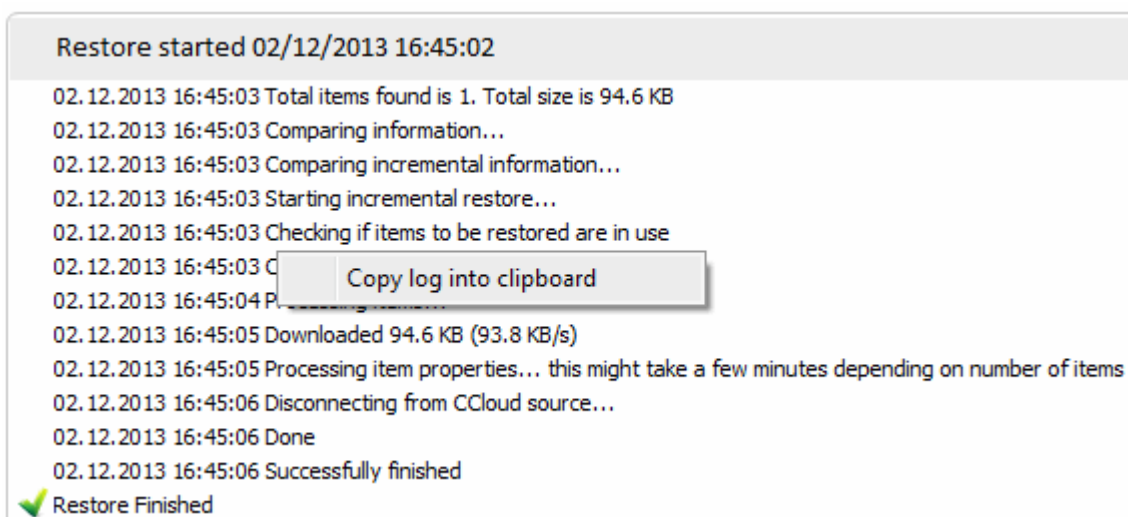 Restore started 02/12/2013 16:45:02
02.12.2013 16:45:03 Total items found is 1. Total size is 94.6 KB
02.12.2013 16:45:03 Comparing information...
02.12.2013 16:45:03 Comparing incremental information...
02.12.2013 16:45:03 Starting incremental restore...
02.12.2013 16:45:03 Checking if items to be restored are in use
02.12.2013 16:45:03
Copy log into clipboard
02.12.2013 16:45:04
02.12.2013 16:45:05 Downloaded 94.6 KB (93.8 KB/s)
02.12.2013 16:45:05 Processing item properties... this might take a few minutes depending on number of items
02.12.2013 16:45:06 Disconnecting from CCloud source...
02.12.2013 16:45:06 Done
02.12.2013 16:45:06 Successfully finished
Restore Finished